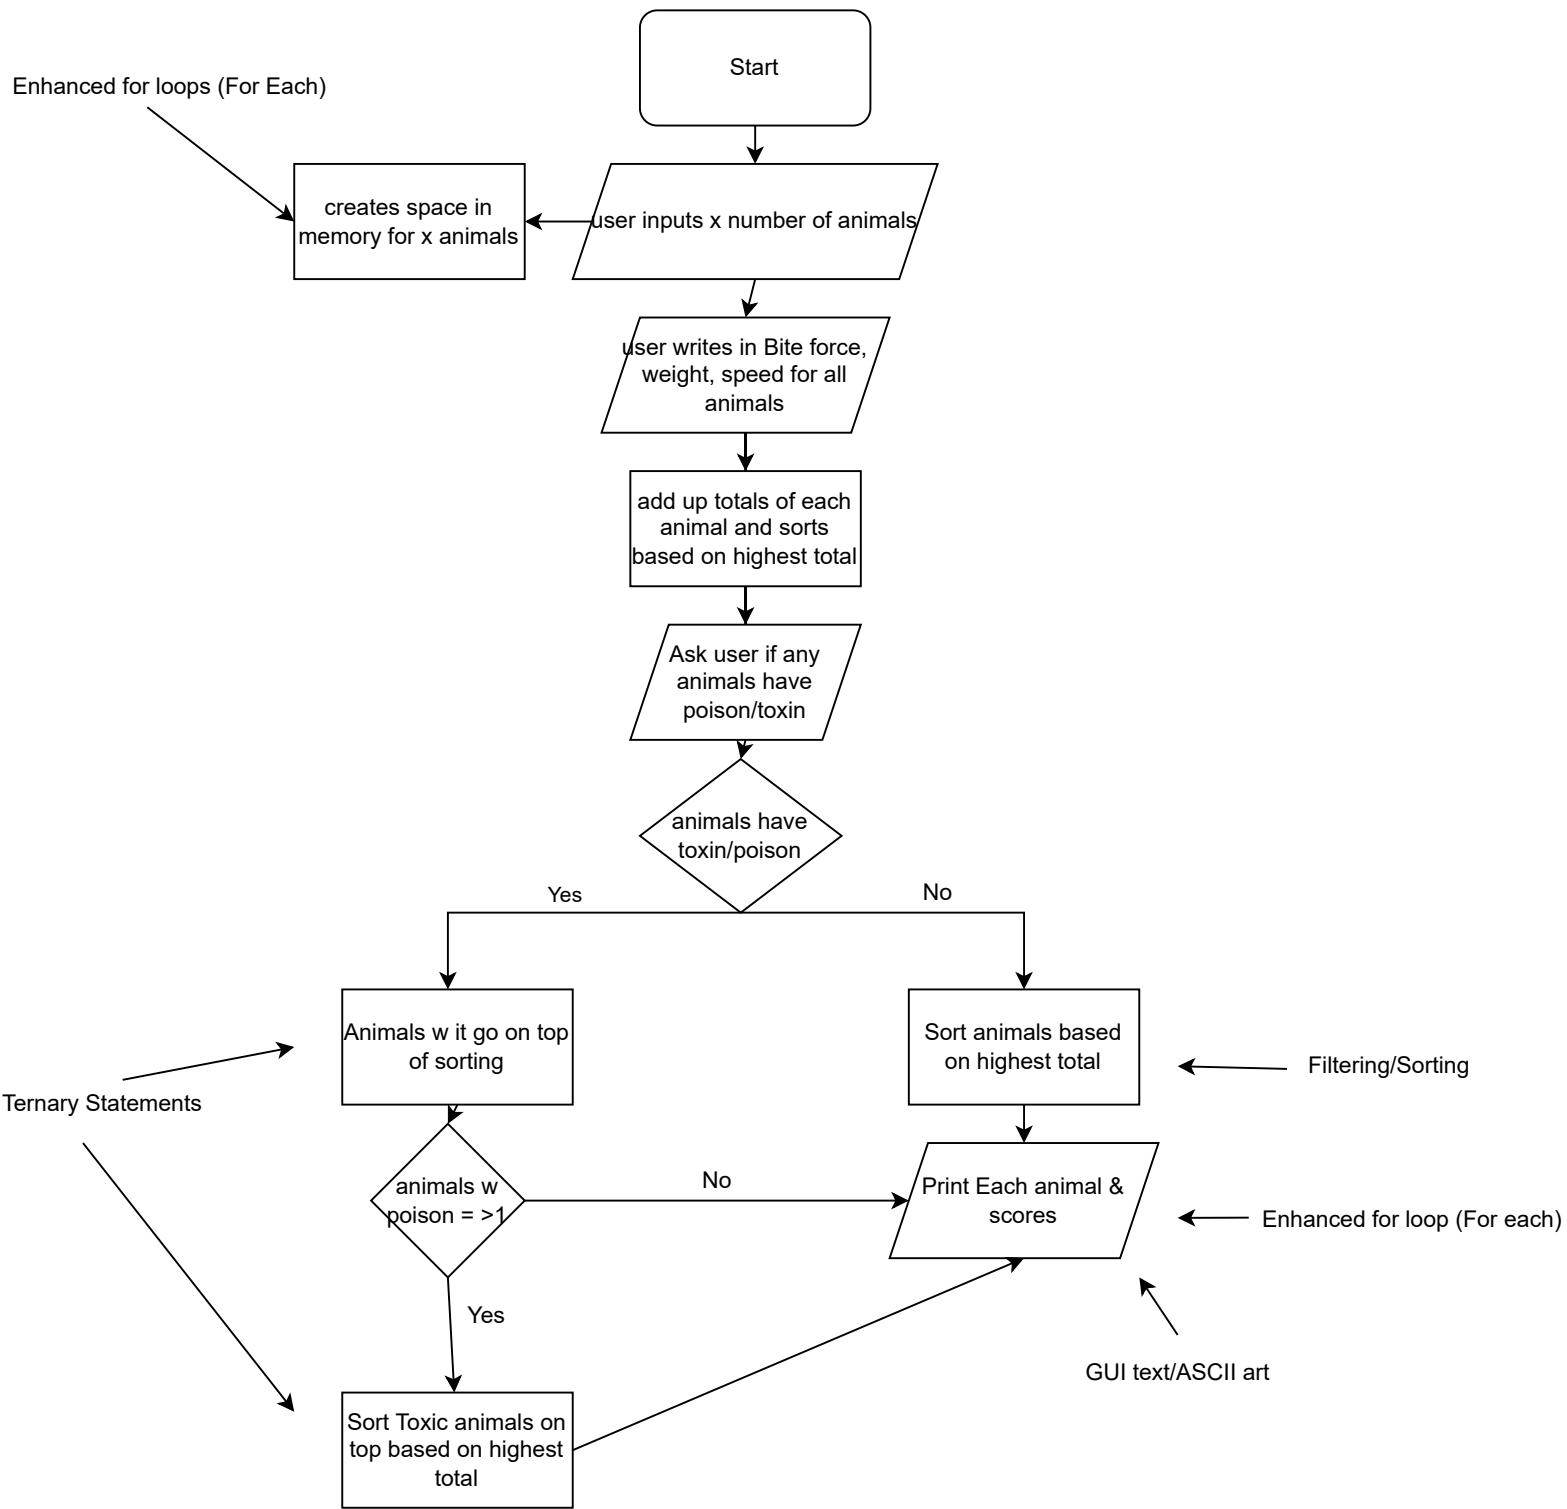 Start
Enhanced for loops (For Each)
creates space in
memory for x animals
user inputs x number of animals
user writes in Bite force,
weight, speed for all
animals
add up totals of each
animal and sorts
based on highest total
Ask user if any
animals have
poison/toxin
animals have
toxin/poison
Yes
No
Animals w it go on top
of sorting
Sort animals based
on highest total
Filtering/Sorting
Ternary Statements
animals w
poison = >1
No
Print Each animal &
scores
Enhanced for loop (For each)
Yes
GUI text/ASCII art
Sort Toxic animals on
top based on highest
total